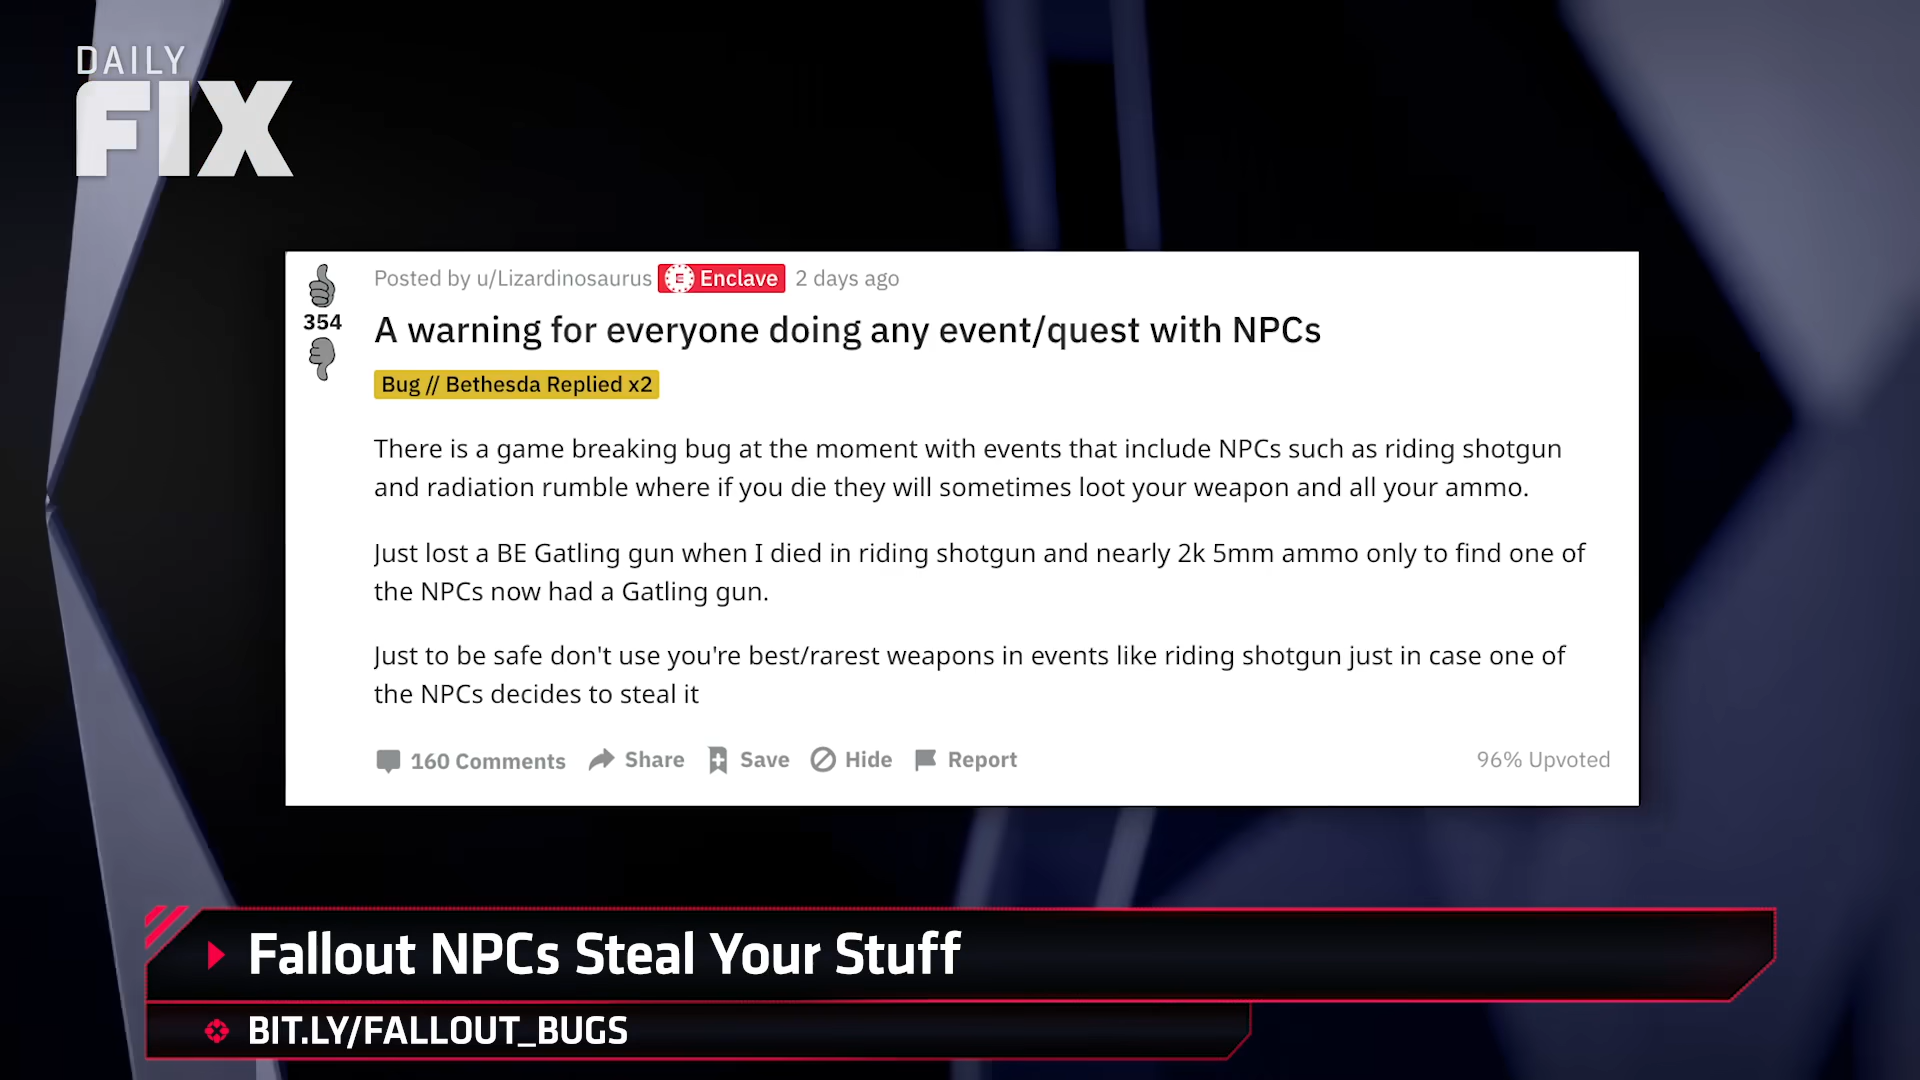 DAILY
FIX
Posted by u/Lizardinosaurus E Enclave 2 days ago
354
A warning for everyone doing any event/quest with NPCs
Bug // Bethesda Replied x2
There is a game breaking bug at the moment with events that include NPCs such as riding shotgun
and radiation rumble where if you die they will sometimes loot your weapon and all your ammo.
Just lost a BE Gatling gun when I died in riding shotgun and nearly 2k 5mm ammo only to find one of
the NPCs now had a Gatling gun.
Just to be safe don't use you're best/rarest weapons in events like riding shotgun just in case one of
the NPCs decides to steal it
160 Comments Share Save Hide Report 96% Upvoted
Fallout NPCs Steal Your Stuff
BIT.LY/FALLOUT_BUGS